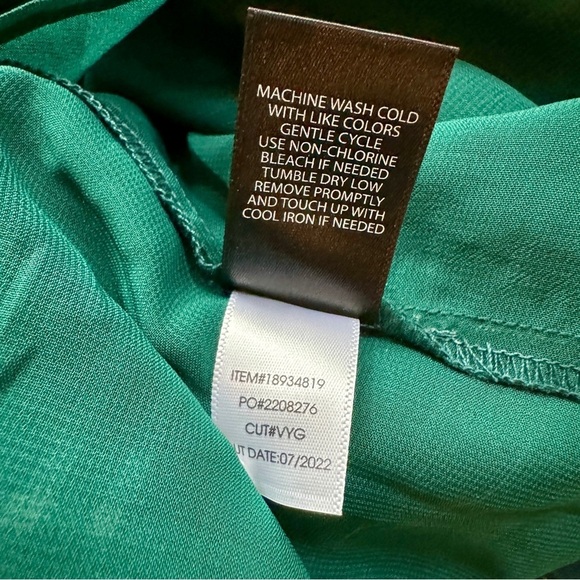 MACHINE WASH COLD
WITH LIKE COLORS
GENTLE CYCLE
USE NON-CHLORINE
BLEACH IF NEEDED
TUMBLE DRY LOW
REMOVE PROMPTLY
AND TOUCH UP WITH
COOL IRON IF NEEDED
ITEM#18934819
PO#2208276
CUT#VYG
UT DATE:07/2022